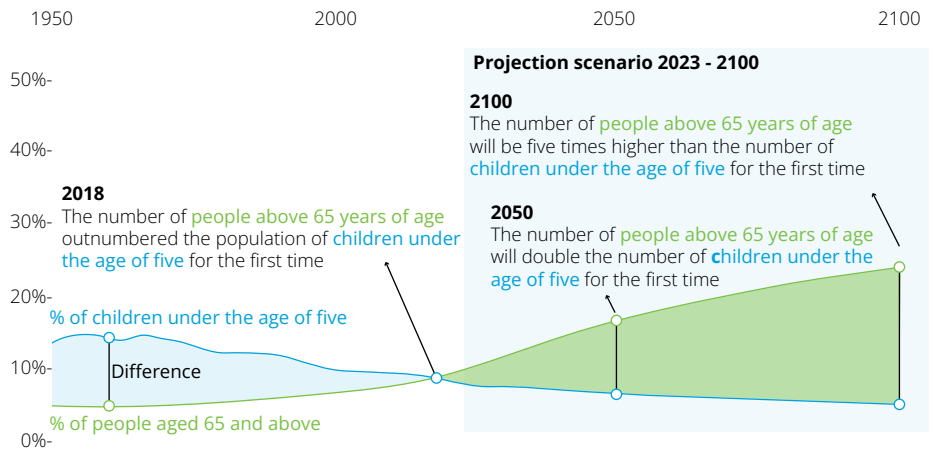 1950
2000
2050
2100
50%-
40%-
30%-
20%-
10%-
0%-
Projection scenario 2023 - 2100
2100
The number of people above 65 years of age
will be five times higher than the number of
children under the age of five for the first time
2018
The number of people above 65 years of age
outnumbered the population of children under
the age of five for the first time
2050
The number of people above 65 years of age
will double the number of children under the
age of five for the first time
% of children under the age of five
Difference
% of people aged 65 and above